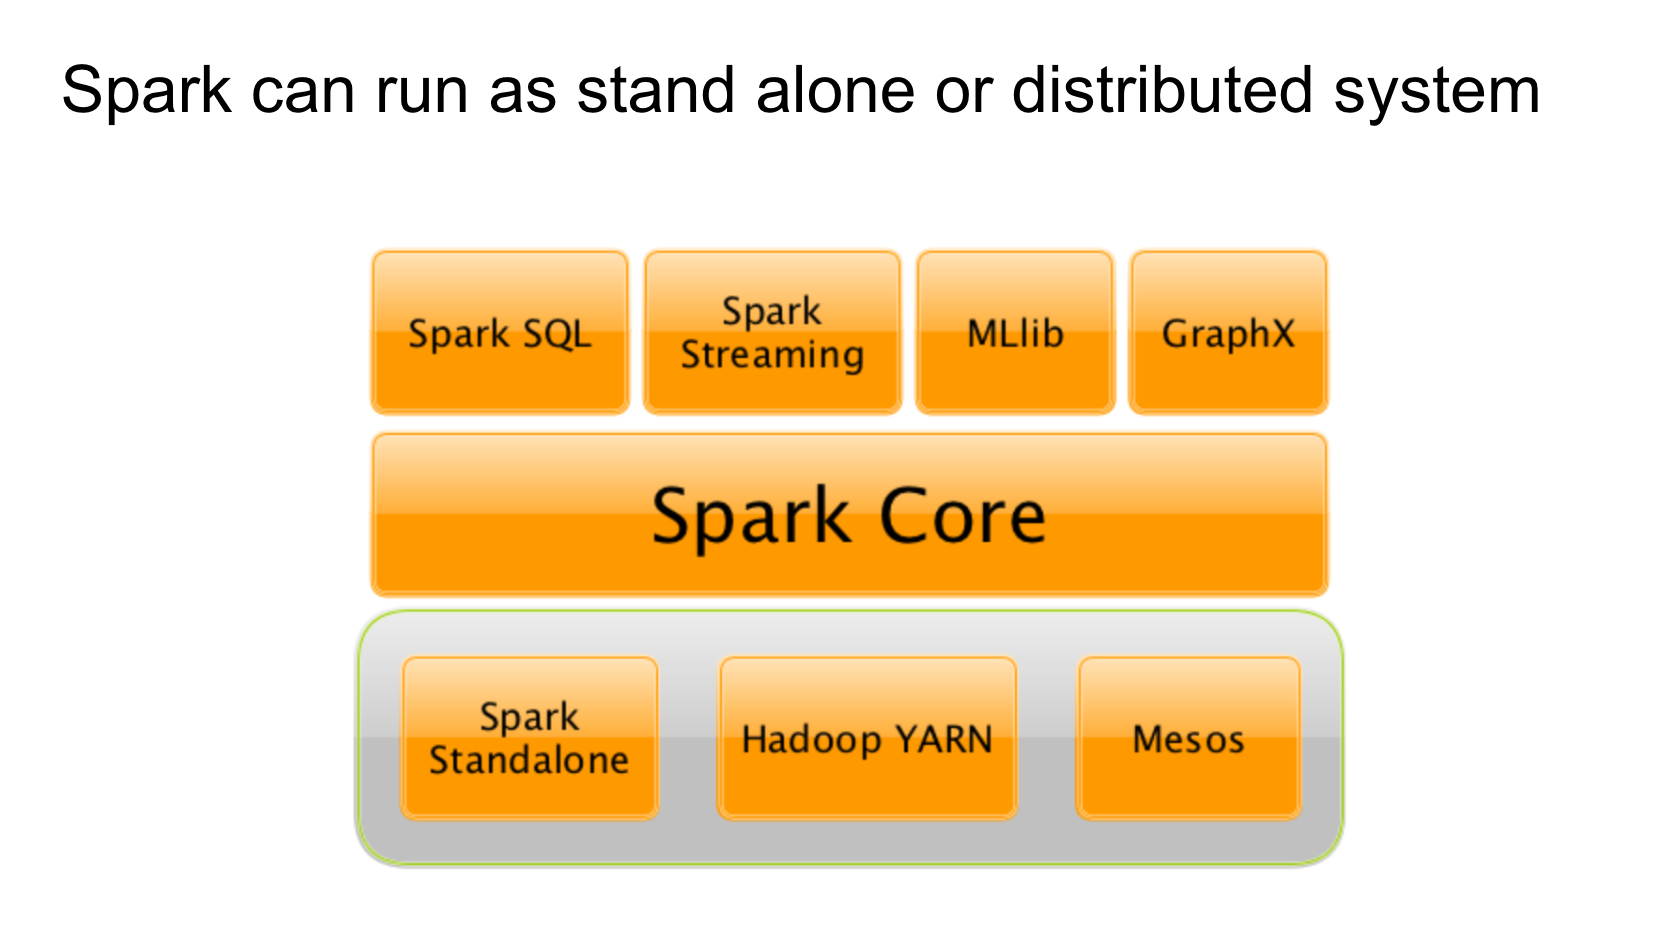 Spark can run as stand alone or distributed system
Spark SQL
Spark
Streaming
MLlib
GraphX
Spark Core
Spark
Standalone
Hadoop YARN
Mesos